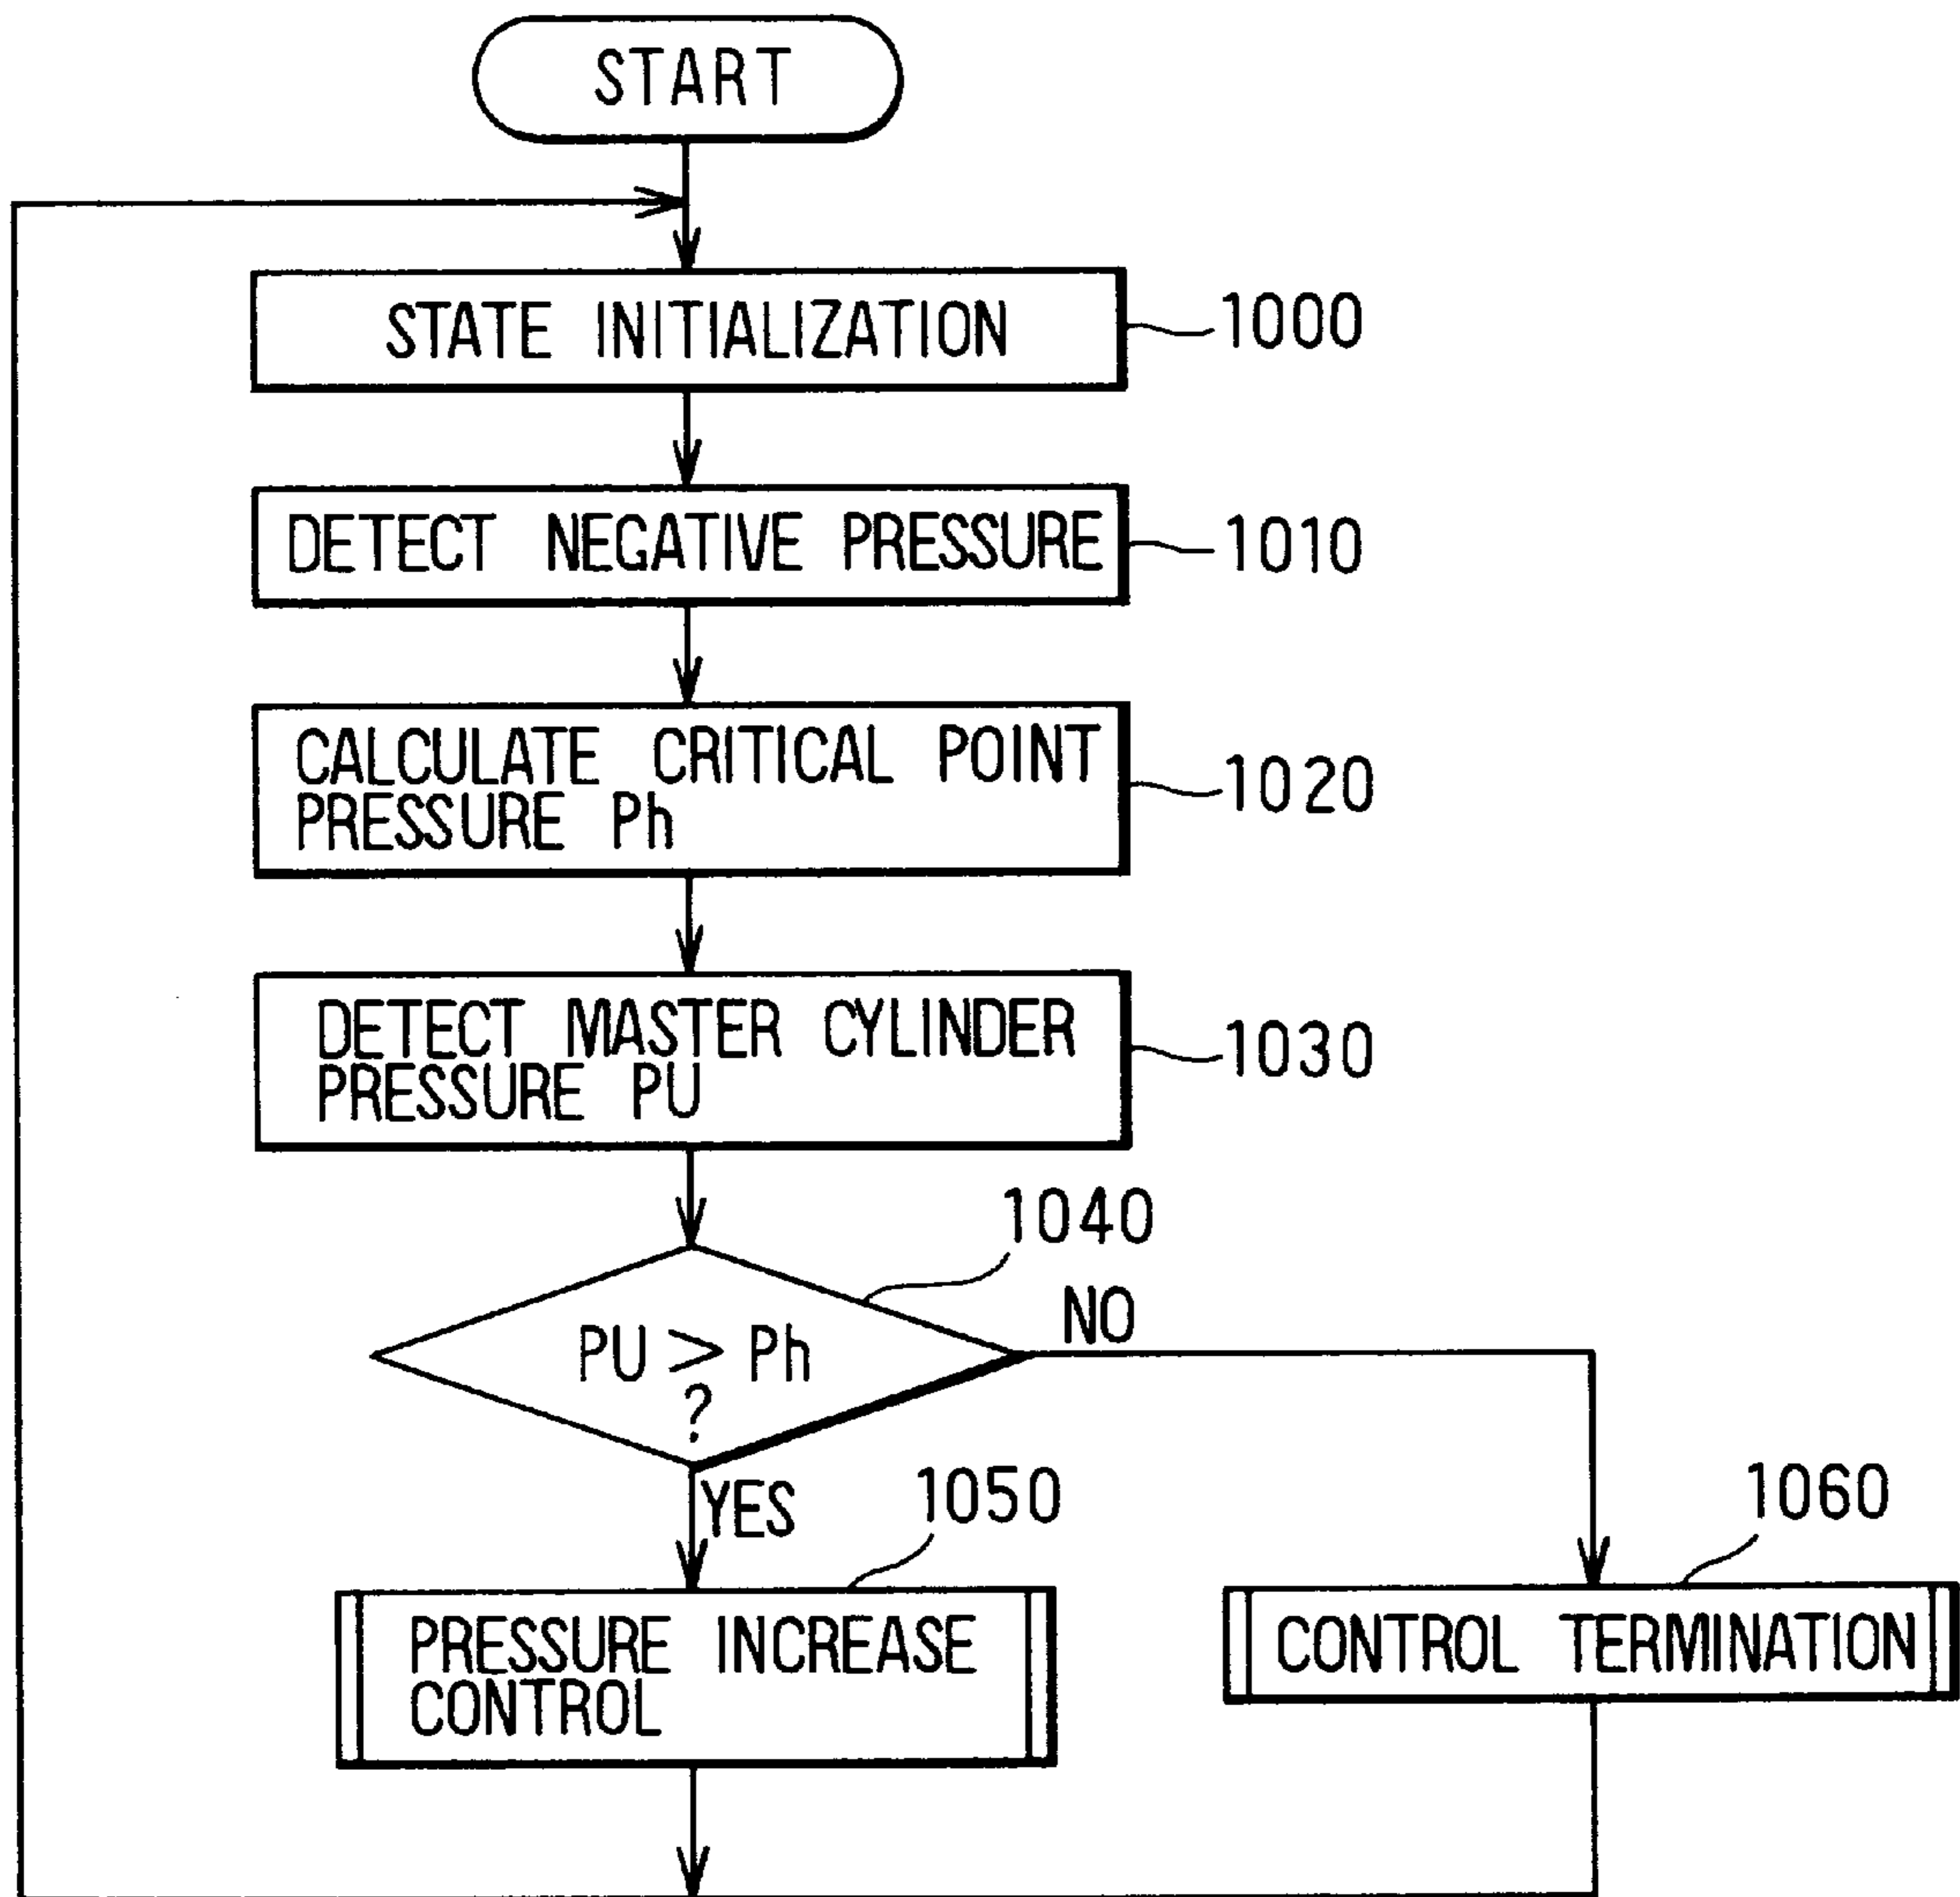 START
STATE INITIALIZATION
1000
DETECT NEGATIVE PRESSURE
1010
CALCULATE CRITICAL POINT
PRESSURE Ph
1020
DETECT MASTER CYLINDER
PRESSURE PU
1030
1040
PU > Ph
?
NO
YES
1050
PRESSURE INCREASE
CONTROL
1060
CONTROL TERMINATION